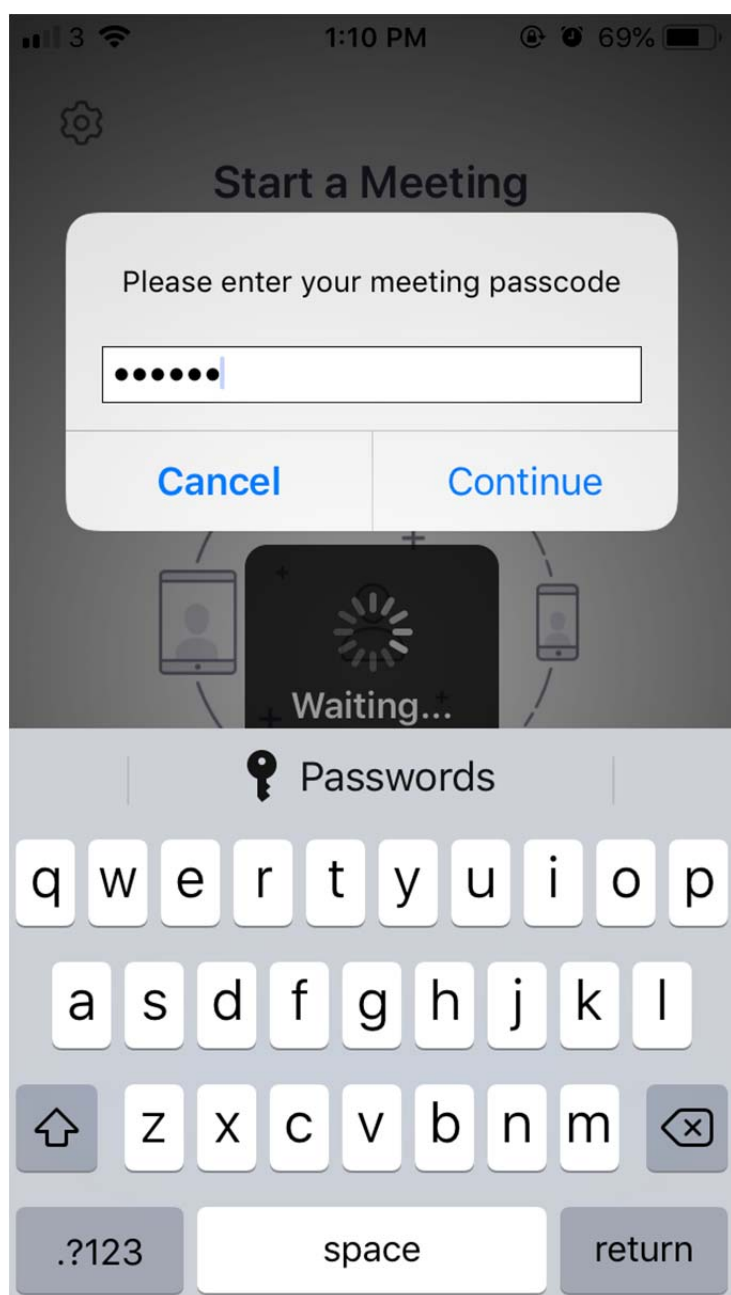 3 1:10 PM 69%
Start a Meeting
Please enter your meeting passcode
••••••
Cancel Continue
Waiting...
Passwords
q w e r t y u i o p
a s d f g h j k l
z x c v b n m
.?123 space return